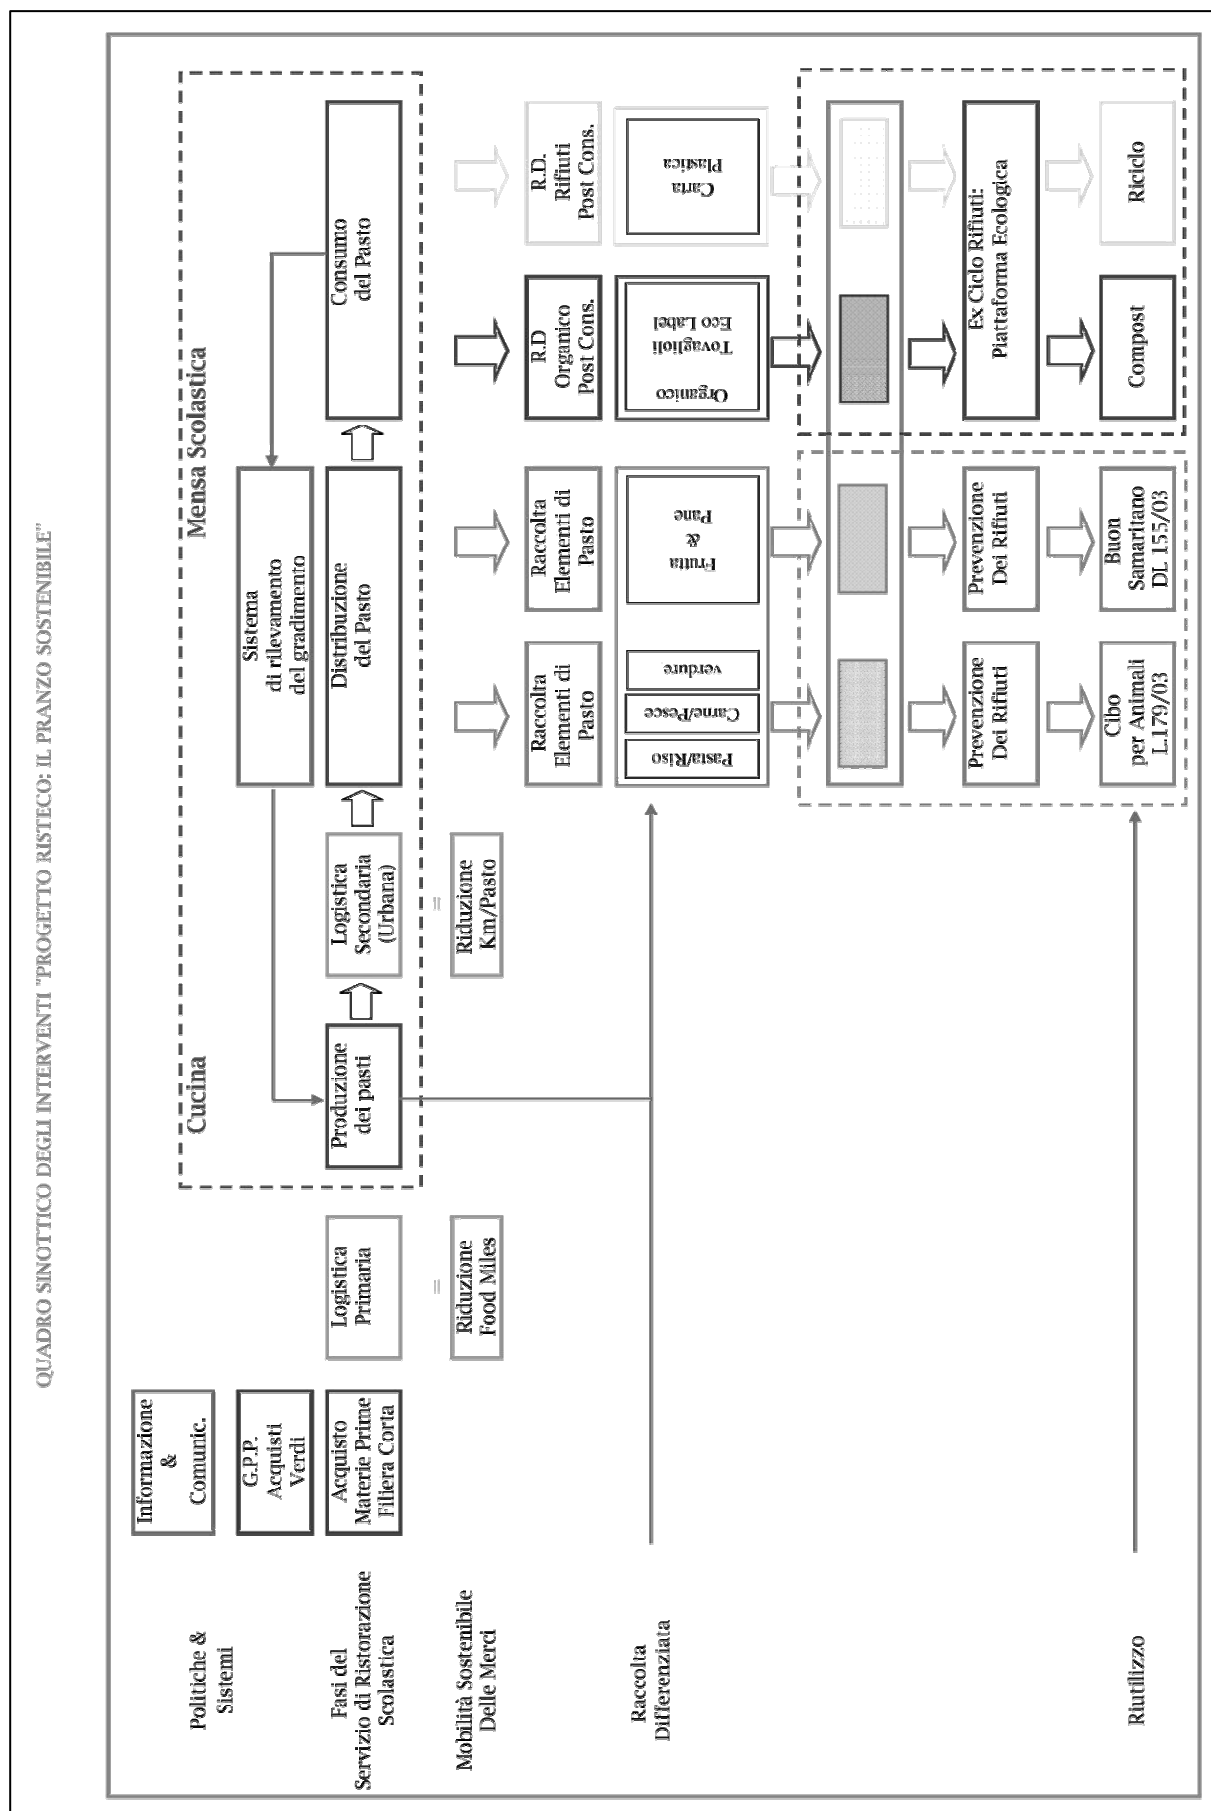 QUADRO SINOTTICO DEGLI INTERVENTI "PROGETTO RISTECO: IL PRANZO SOSTENIBILE"
Politiche &
Sistemi
Informazione
&
Comunic.
G.P.P.
Acquisti
Verdi
Cucina
Mensa Scolastica
Sistema
di rilevamento
del gradimento
Fasi del
Servizio di Ristorazione
Scolastica
Acquisto
Materie Prime
Filiera Corta
Logistica
Primaria
Produzione
dei pasti
Logistica
Secondaria
(Urbana)
Distribuzione
del Pasto
Consumo
del Pasto
Mobilità Sostenibile
Delle Merci
=
Riduzione
Food Miles
=
Riduzione
Km/Pasto
Raccolta
Elementi di
Pasto
Raccolta
Elementi di
Pasto
R.D
Organico
Post Cons.
R.D.
Rifiuti
Post Cons.
Raccolta
Differenziata
Pasta/Riso
Carne/Pesce
verdure
Frutta
&
Pane
Organico
Tovaglioli
Eco Label
Carta
Plastica
Prevenzione
Dei Rifiuti
Prevenzione
Dei Rifiuti
Ex Ciclo Rifiuti:
Piattaforma Ecologica
Riutilizzo
Cibo
per Animali
L.179/03
Buon
Samaritano
DL 155/03
Compost
Riciclo